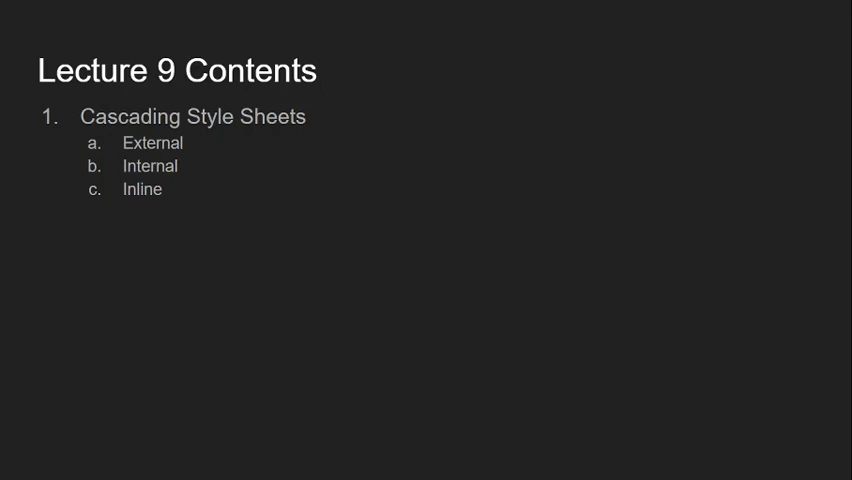 Lecture 9 Contents
1. Cascading Style Sheets
a. External
b. Internal
c. Inline